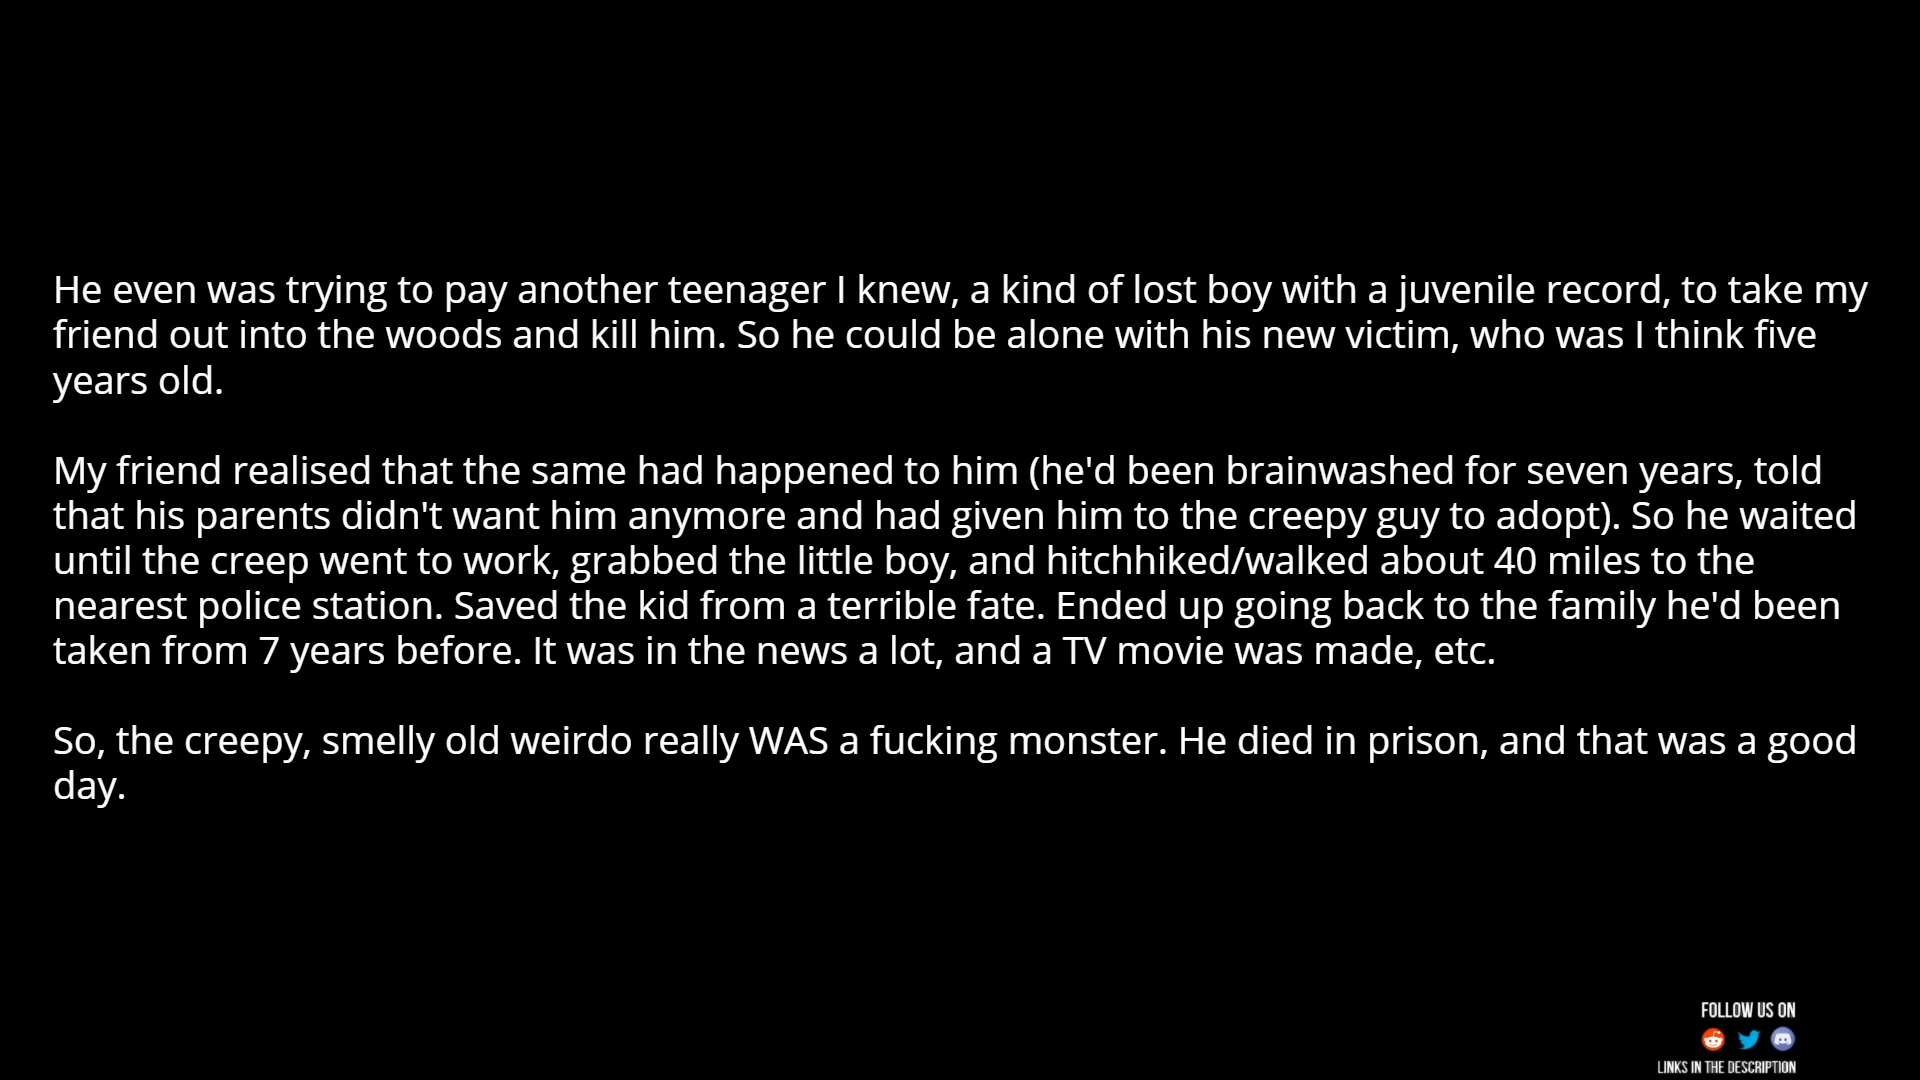 He even was trying to pay another teenager I knew, a kind of lost boy with a juvenile record, to take my
friend out into the woods and kill him. So he could be alone with his new victim, who was I think five
years old.
My friend realised that the same had happened to him (he'd been brainwashed for seven years, told
that his parents didn't want him anymore and had given him to the creepy guy to adopt). So he waited
until the creep went to work, grabbed the little boy, and hitchhiked/walked about 40 miles to the
nearest police station. Saved the kid from a terrible fate. Ended up going back to the family he'd been
taken from 7 years before. It was in the news a lot, and a TV movie was made, etc.
So, the creepy, smelly old weirdo really WAS a fucking monster. He died in prison, and that was a good
day.
FOLLOW US ON
LINKS IN THE DESCRIPTION